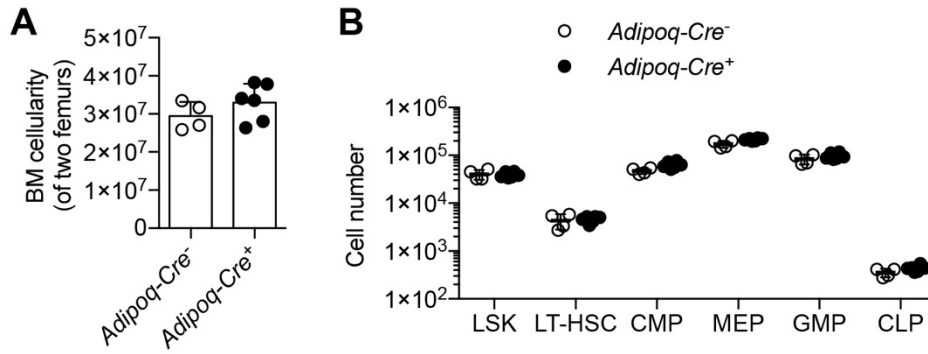 A
BM cellularity
(of two femurs)
5×10⁷
4×10⁷
3×10⁷
2×10⁷
1×10⁷
0
Adipoq-Cre⁻
Adipoq-Cre⁺
B
Adipoq-Cre⁻
Adipoq-Cre⁺
Cell number
1×10⁶
1×10⁵
1×10⁴
1×10³
1×10²
LSK LT-HSC CMP MEP GMP CLP